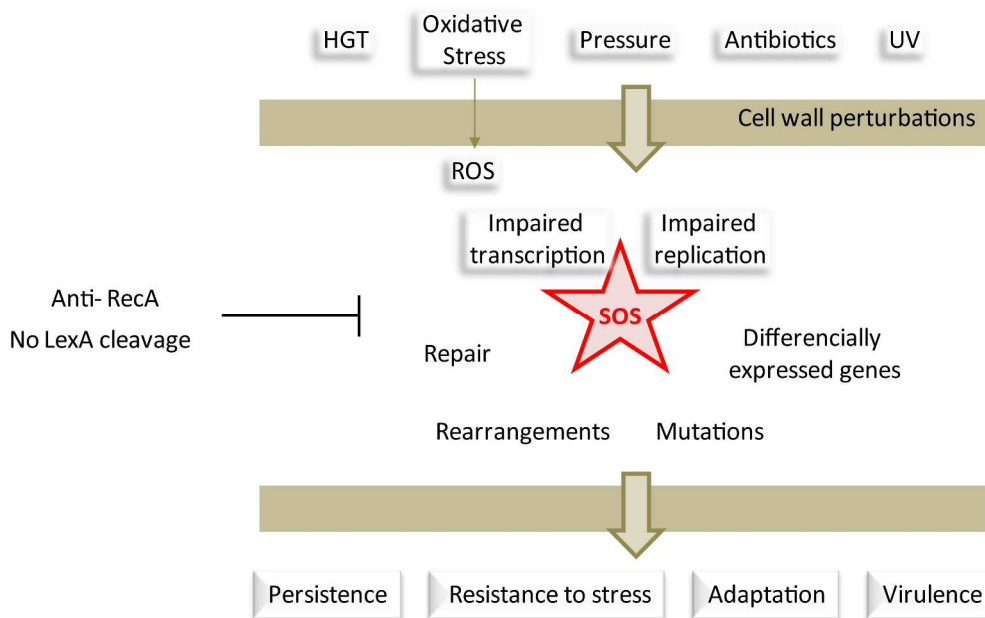 HGT
Oxidative
Stress
Pressure
Antibiotics
UV
Cell wall perturbations
ROS
Impaired
transcription
Impaired
replication
Anti- RecA
No LexA cleavage
SOS
Repair
Differencially
expressed genes
Rearrangements
Mutations
Persistence
Resistance to stress
Adaptation
Virulence